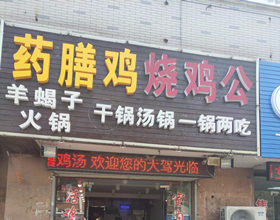 药膳鸡烧鸡公
羊蝎子 干锅汤锅一锅两吃
火锅
鸡汤 欢迎您的大驾光临